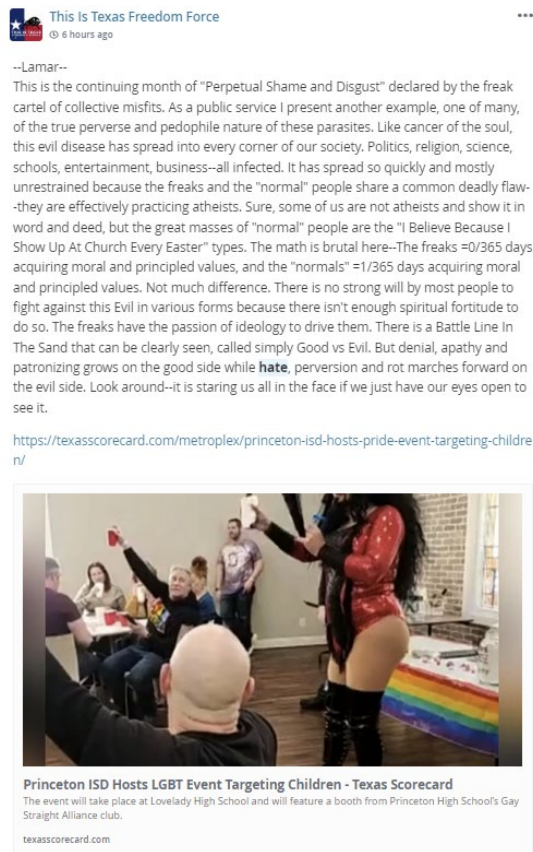 This Is Texas Freedom Force
6 hours ago
--Lamar--
This is the continuing month of "Perpetual Shame and Disgust" declared by the freak
cartel of collective misfits. As a public service I present another example, one of many,
of the true perverse and pedophile nature of these parasites. Like cancer of the soul,
this evil disease has spread into every corner of our society. Politics, religion, science,
schools, entertainment, business--all infected. It has spread so quickly and mostly
unrestrained because the freaks and the "normal" people share a common deadly flaw-
-they are effectively practicing atheists. Sure, some of us are not atheists and show it in
word and deed, but the great masses of "normal" people are the "I Believe Because I
Show Up At Church Every Easter" types. The math is brutal here--The freaks =0/365 days
acquiring moral and principled values, and the "normals" =1/365 days acquiring moral
and principled values. Not much difference. There is no strong will by most people to
fight against this Evil in various forms because there isn't enough spiritual fortitude to
do so. The freaks have the passion of ideology to drive them. There is a Battle Line In
The Sand that can be clearly seen, called simply Good vs Evil. But denial, apathy and
patronizing grows on the good side while hate, perversion and rot marches forward on
the evil side. Look around--it is staring us all in the face if we just have our eyes open to
see it.
https://texasscorecard.com/metroplex/princeton-isd-hosts-pride-event-targeting-childre
n/
Princeton ISD Hosts LGBT Event Targeting Children - Texas Scorecard
The event will take place at Lovelady High School and will feature a booth from Princeton High School's Gay
Straight Alliance club.
texasscorecard.com